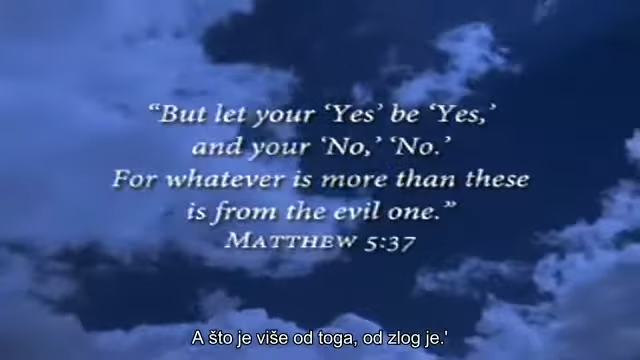 “But let your ‘Yes’ be ‘Yes,’
and your ‘No,’ ‘No.’
For whatever is more than these
is from the evil one.”
MATTHEW 5:37
A što je više od toga, od zlog je.'